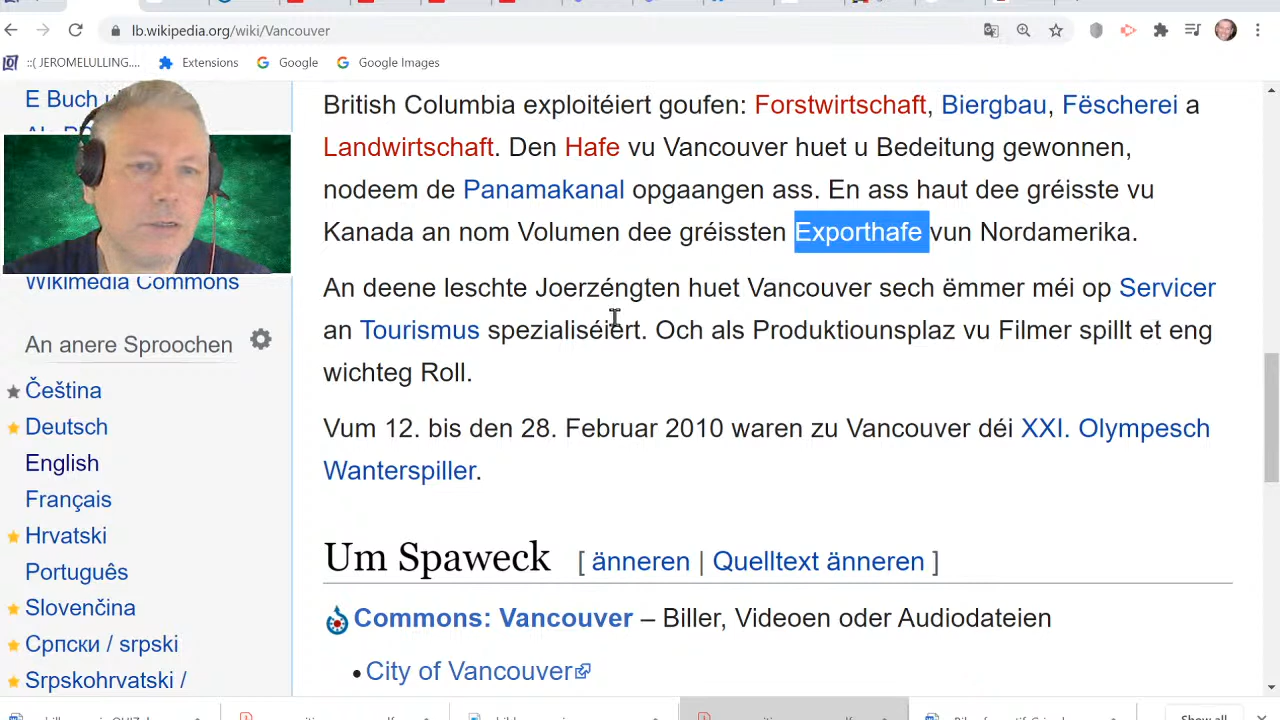 lb.wikipedia.org/wiki/Vancouver
::( JEROMELULLING.... Extensions Google Google Images
E Buch
British Columbia exploitéiert goufen: Forstwirtschaft, Biergbau, Fëscherei a
Landwirtschaft. Den Hafe vu Vancouver huet u Bedeitung gewonnen,
nodeem de Panamakanal opgaangen ass. En ass haut dee gréisste vu
Kanada an nom Volumen dee gréissten Exporthafe vun Nordamerika.
An deene leschte Joerzéngten huet Vancouver sech ëmmer méi op Servicer
an Tourismus spezialiséiert. Och als Produktiounsplaz vu Filmer spillt et eng
wichteg Roll.
Vum 12. bis den 28. Februar 2010 waren zu Vancouver déi XXI. Olympesch
Wanterspiller.
Um Spaweck [ änneren | Quelltext änneren ]
Commons: Vancouver – Biller, Videoen oder Audiodateien
• City of Vancouver
Wikimedia Commons
An anere Sproochen
Čeština
Deutsch
English
Français
Hrvatski
Português
Slovenčina
Српски / srpski
Srpskohrvatski /
Show all